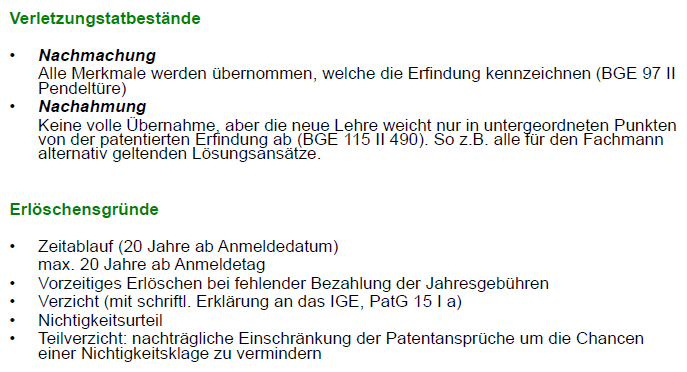 Verletzungstatbestände
• Nachmachung
Alle Merkmale werden übernommen, welche die Erfindung kennzeichnen (BGE 97 II
Pendeltüre)
• Nachahmung
Keine volle Übernahme, aber die neue Lehre weicht nur in untergeordneten Punkten
von der patentierten Erfindung ab (BGE 115 II 490). So z.B. alle für den Fachmann
alternativ geltenden Lösungsansätze.
Erlöschensgründe
• Zeitablauf (20 Jahre ab Anmeldedatum)
max. 20 Jahre ab Anmeldetag
• Vorzeitiges Erlöschen bei fehlender Bezahlung der Jahresgebühren
• Verzicht (mit schriftl. Erklärung an das IGE, PatG 15 I a)
• Nichtigkeitsurteil
• Teilverzicht: nachträgliche Einschränkung der Patentansprüche um die Chancen
einer Nichtigkeitsklage zu vermindern